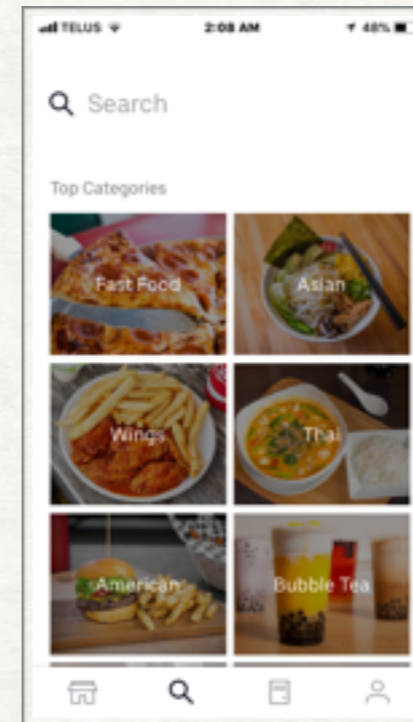 TELUS 2:08 AM 48%
Search
Top Categories
Fast Food Asian
Wings Thai
American Bubble Tea